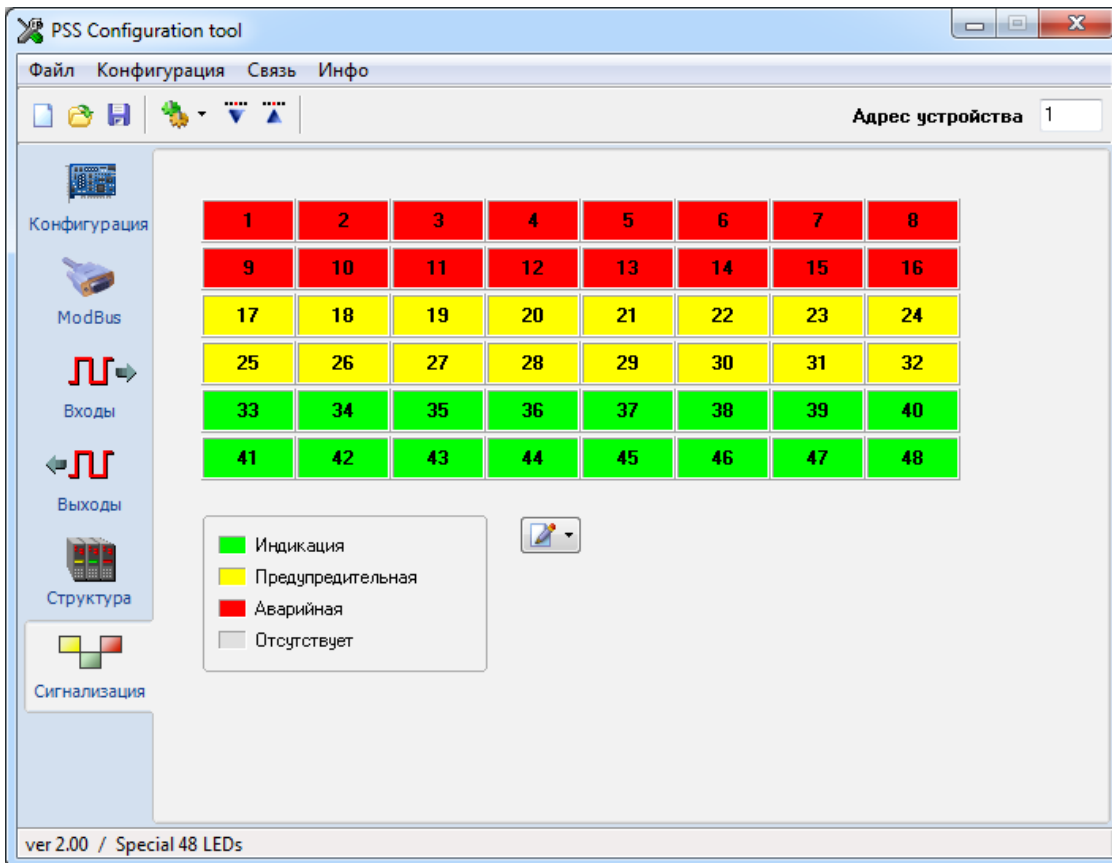 PSS Configuration tool
Файл Конфигурация Связь Инфо
Адрес устройства 1
Конфигурация
ModBus
Входы
Выходы
Структура
Сигнализация
1 2 3 4 5 6 7 8
9 10 11 12 13 14 15 16
17 18 19 20 21 22 23 24
25 26 27 28 29 30 31 32
33 34 35 36 37 38 39 40
41 42 43 44 45 46 47 48
Индикация
Предупредительная
Аварийная
Отсутствует
ver 2.00 / Special 48 LEDs